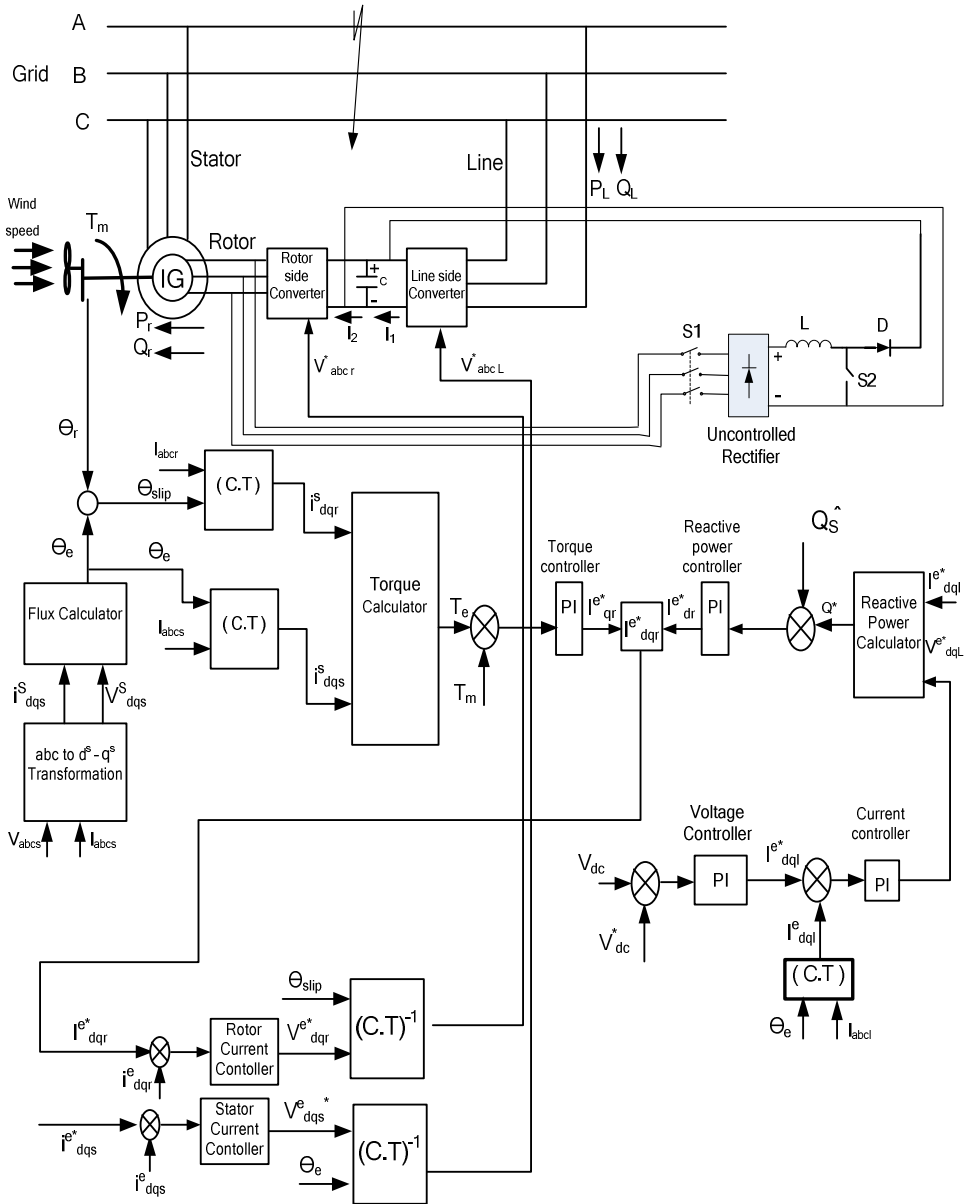 A
Grid B
C
Stator
Line
P_L Q_L
Wind
speed
T_m
Rotor
IG
Rotor
side
Converter
+
C
-
Line side
Converter
P_r
Q_r
I_2
I_1
V*_abc r
V*_abc L
S1
L
D
+
-
S2
Uncontrolled
Rectifier
Θ_r
I_abcr
Θ_slip
(C.T)
i^s_dqr
Θ_e
Θ_e
Flux Calculator
I_abcs
(C.T)
i^s_dqs
i^S_dqs
V^S_dqs
abc to d^s-q^s
Transformation
V_abcs
I_abcs
Torque
Calculator
T_e
T_m
Torque
controller
PI
I^e*_qr
I^e*_dqr
I^e*_dr
Reactive
power
controller
PI
Q_S^
Q*
Reactive
Power
Calculator
I^e*_dql
V^e*_dqL
Voltage
Controller
Current
controller
V_dc
V*_dc
PI
I^e*_dql
PI
I^e_dql
(C.T)
Θ_e
I_abcl
Θ_slip
(C.T)^-1
I^e*_dqr
i^e_dqr
Rotor
Current
Contoller
V^e*_dqr
i^e*_dqs
i^e_dqs
Stator
Current
Contoller
V^e_dqs*
Θ_e
(C.T)^-1